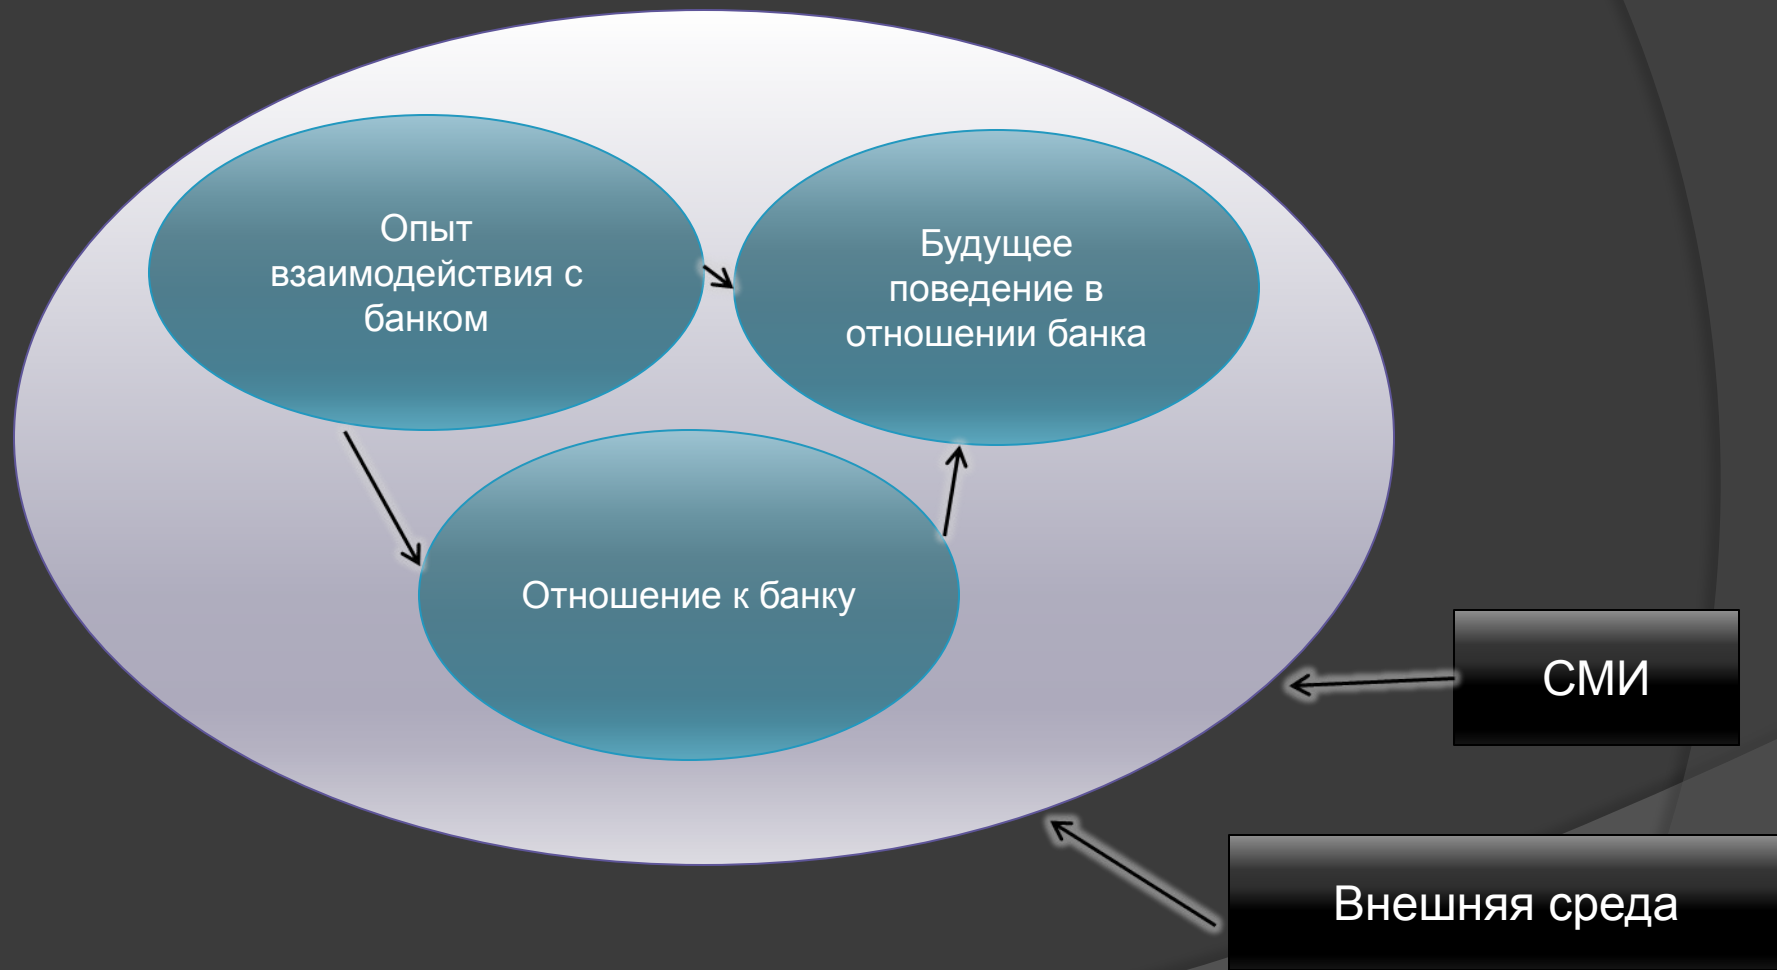 Опыт
взаимодействия с
банком
Будущее
поведение в
отношении банка
Отношение к банку
СМИ
Внешняя среда